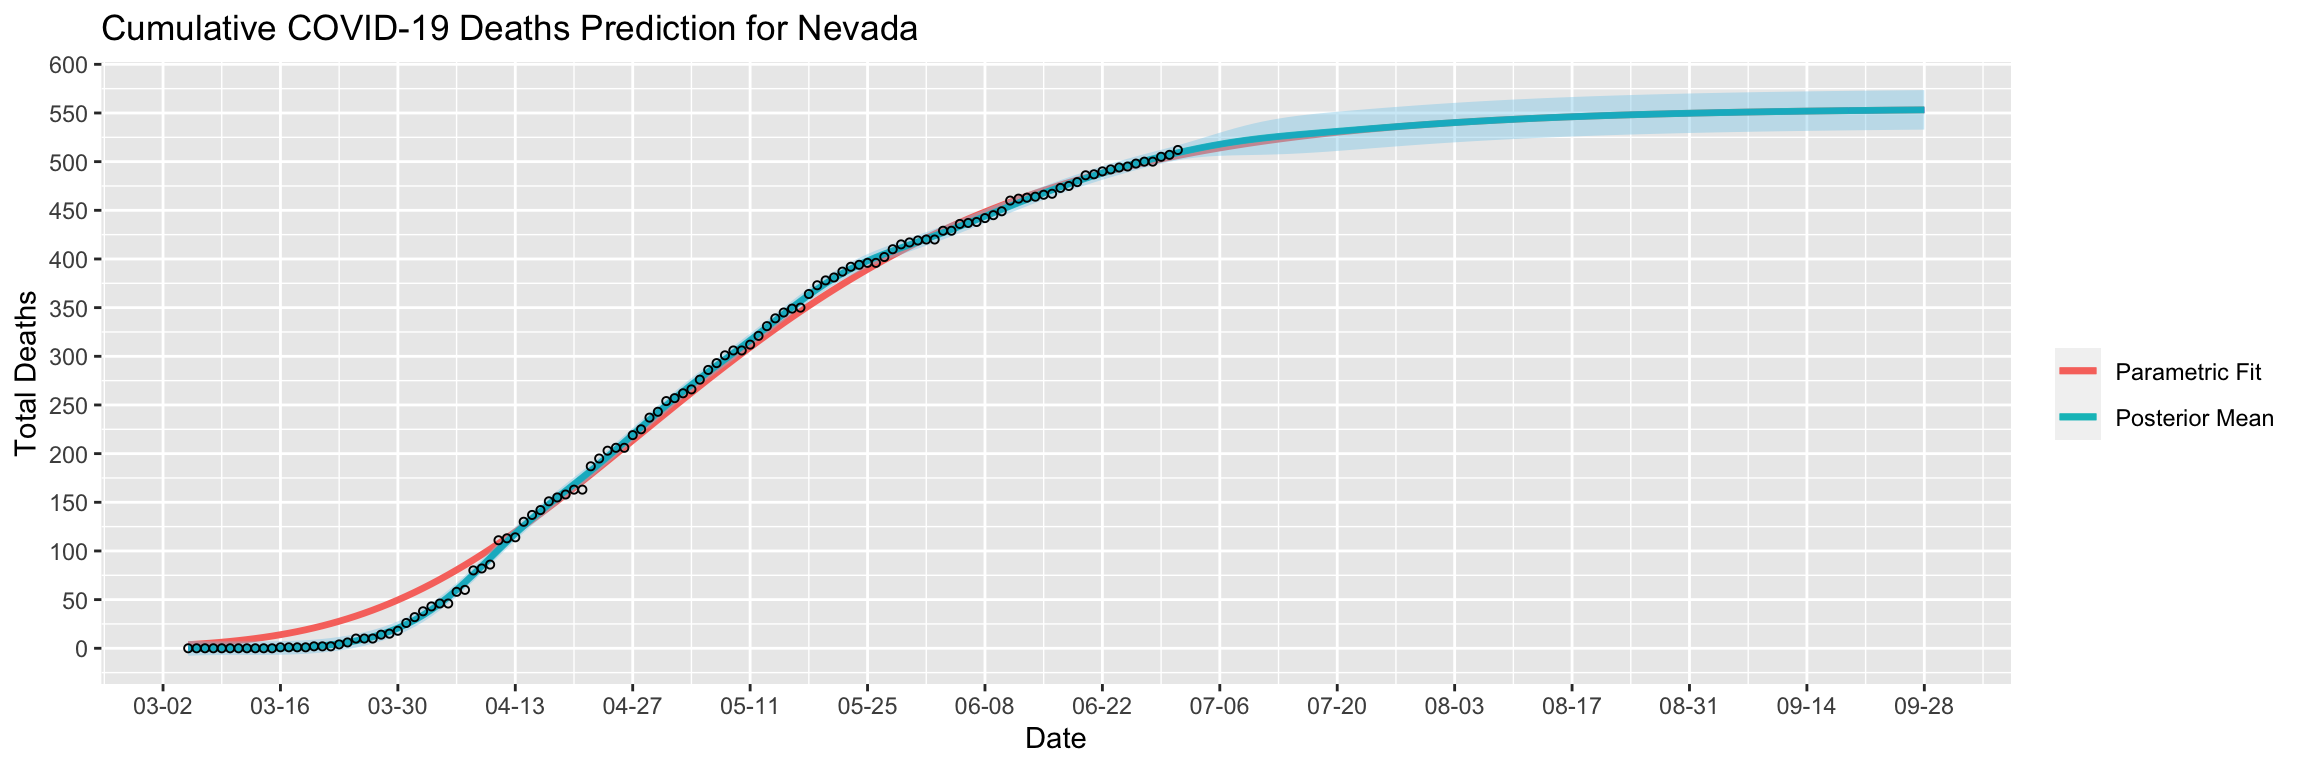 Cumulative COVID-19 Deaths Prediction for Nevada
600
550
500
450
400
350
300
250
200
150
100
50
0
Total Deaths
03-02 03-16 03-30 04-13 04-27 05-11 05-25 06-08 06-22 07-06 07-20 08-03 08-17 08-31 09-14 09-28
Date
Parametric Fit
Posterior Mean